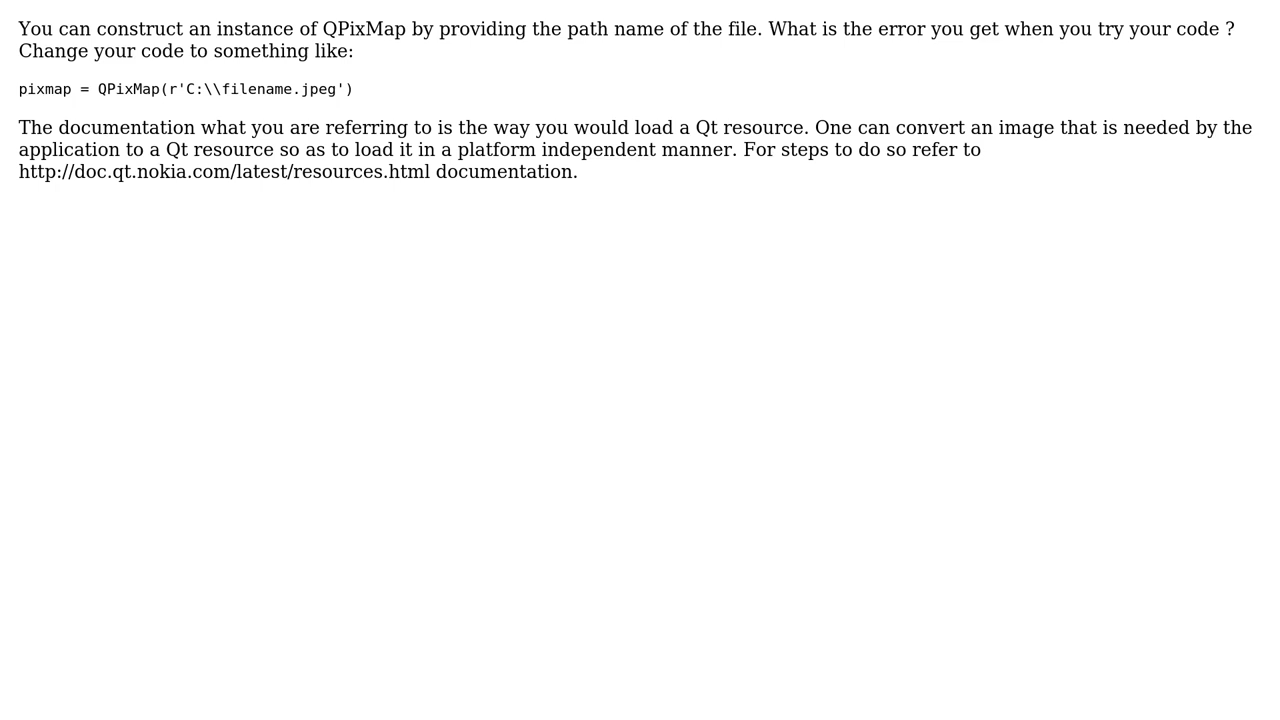 You can construct an instance of QPixMap by providing the path name of the file. What is the error you get when you try your code ?
Change your code to something like:
pixmap = QPixMap(r'C:\\filename.jpeg')
The documentation what you are referring to is the way you would load a Qt resource. One can convert an image that is needed by the
application to a Qt resource so as to load it in a platform independent manner. For steps to do so refer to
http://doc.qt.nokia.com/latest/resources.html documentation.